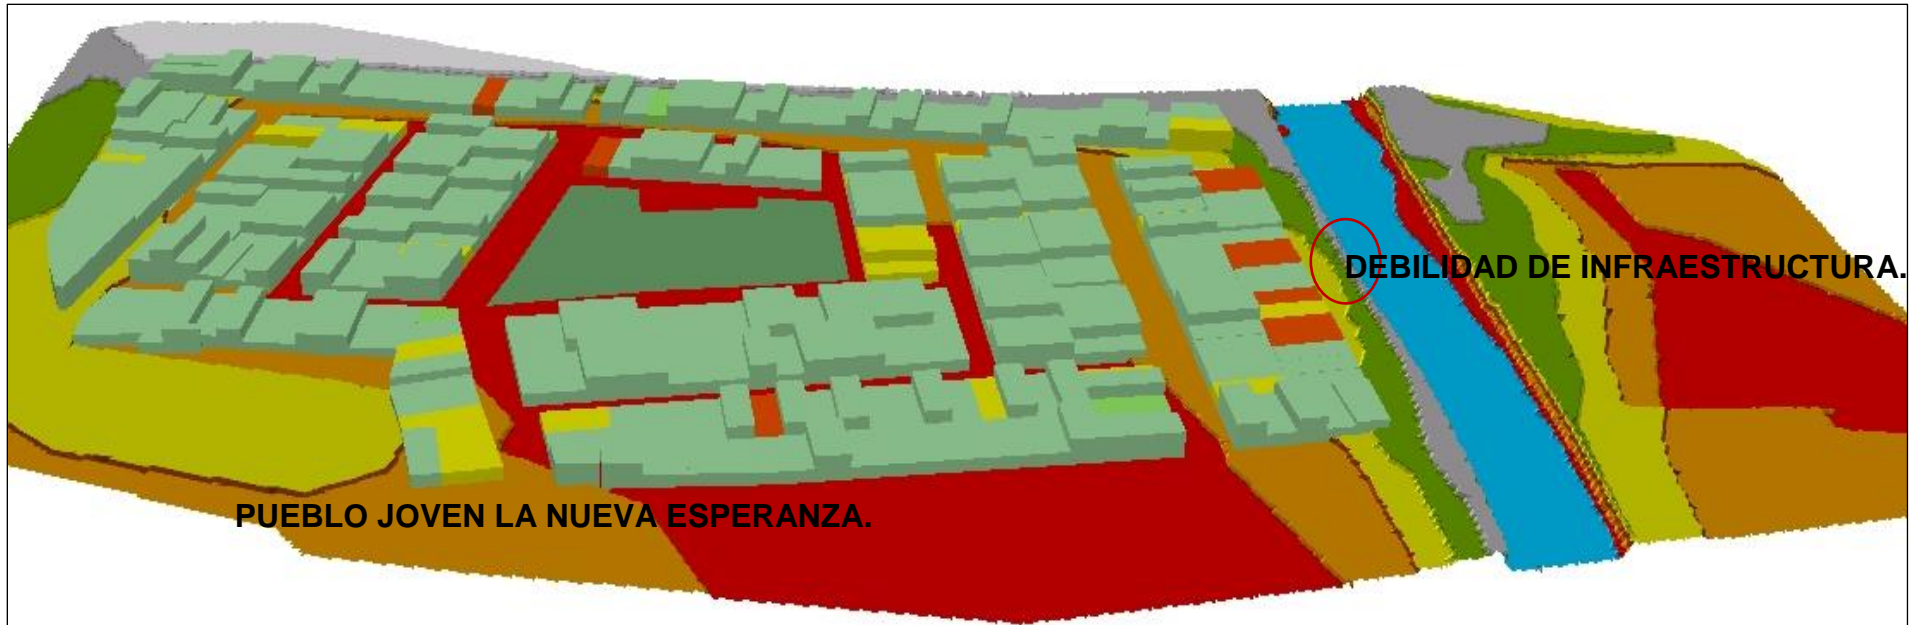 DEBILIDAD DE INFRAESTRUCTURA.
PUEBLO JOVEN LA NUEVA ESPERANZA.